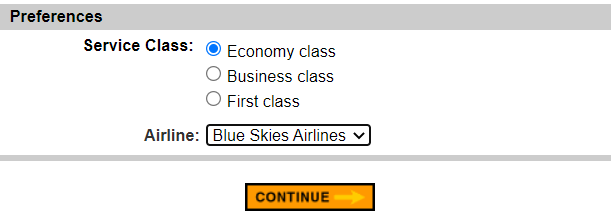 Preferences
Service Class: Economy class
Business class
First class
Airline: Blue Skies Airlines
CONTINUE